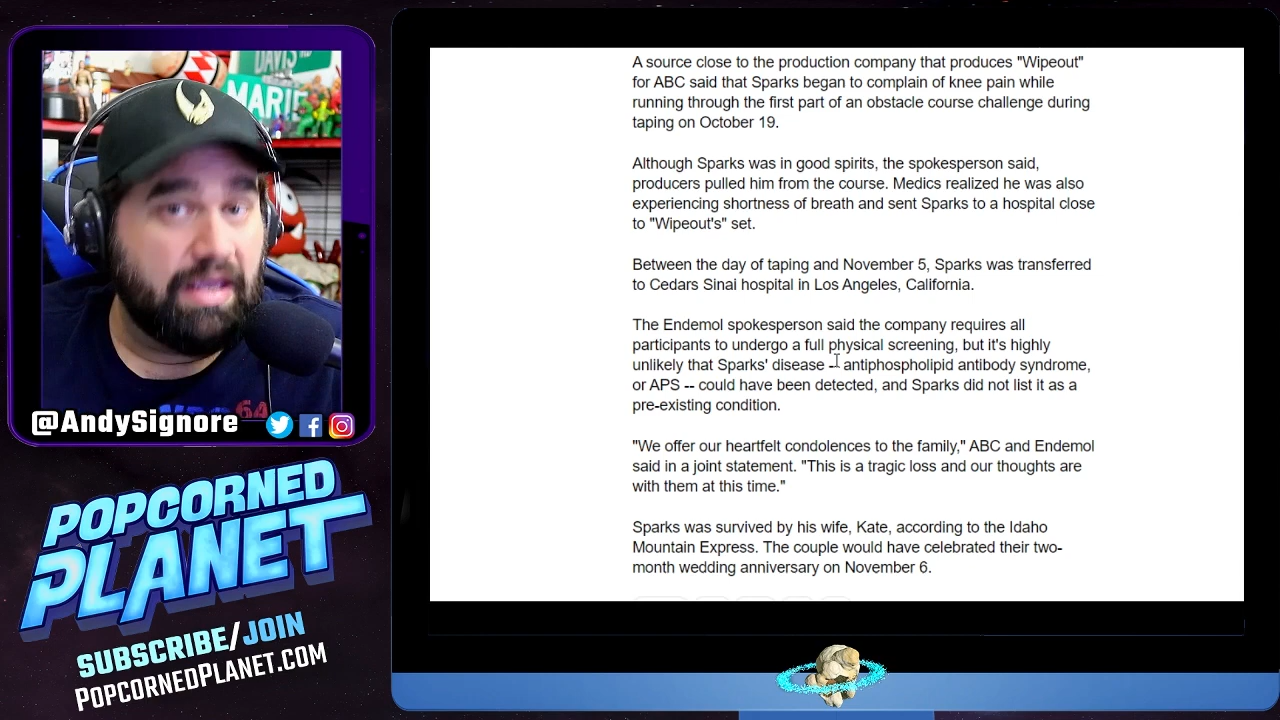 DAVIS
MARIE
64
@AndySignore
POPCORNED
PLANET
SUBSCRIBE/JOIN
POPCORNEDPLANET.COM
A source close to the production company that produces "Wipeout"
for ABC said that Sparks began to complain of knee pain while
running through the first part of an obstacle course challenge during
taping on October 19.
Although Sparks was in good spirits, the spokesperson said,
producers pulled him from the course. Medics realized he was also
experiencing shortness of breath and sent Sparks to a hospital close
to "Wipeout's" set.
Between the day of taping and November 5, Sparks was transferred
to Cedars Sinai hospital in Los Angeles, California.
The Endemol spokesperson said the company requires all
participants to undergo a full physical screening, but it's highly
unlikely that Sparks' disease -- antiphospholipid antibody syndrome,
or APS -- could have been detected, and Sparks did not list it as a
pre-existing condition.
"We offer our heartfelt condolences to the family," ABC and Endemol
said in a joint statement. "This is a tragic loss and our thoughts are
with them at this time."
Sparks was survived by his wife, Kate, according to the Idaho
Mountain Express. The couple would have celebrated their two-
month wedding anniversary on November 6.